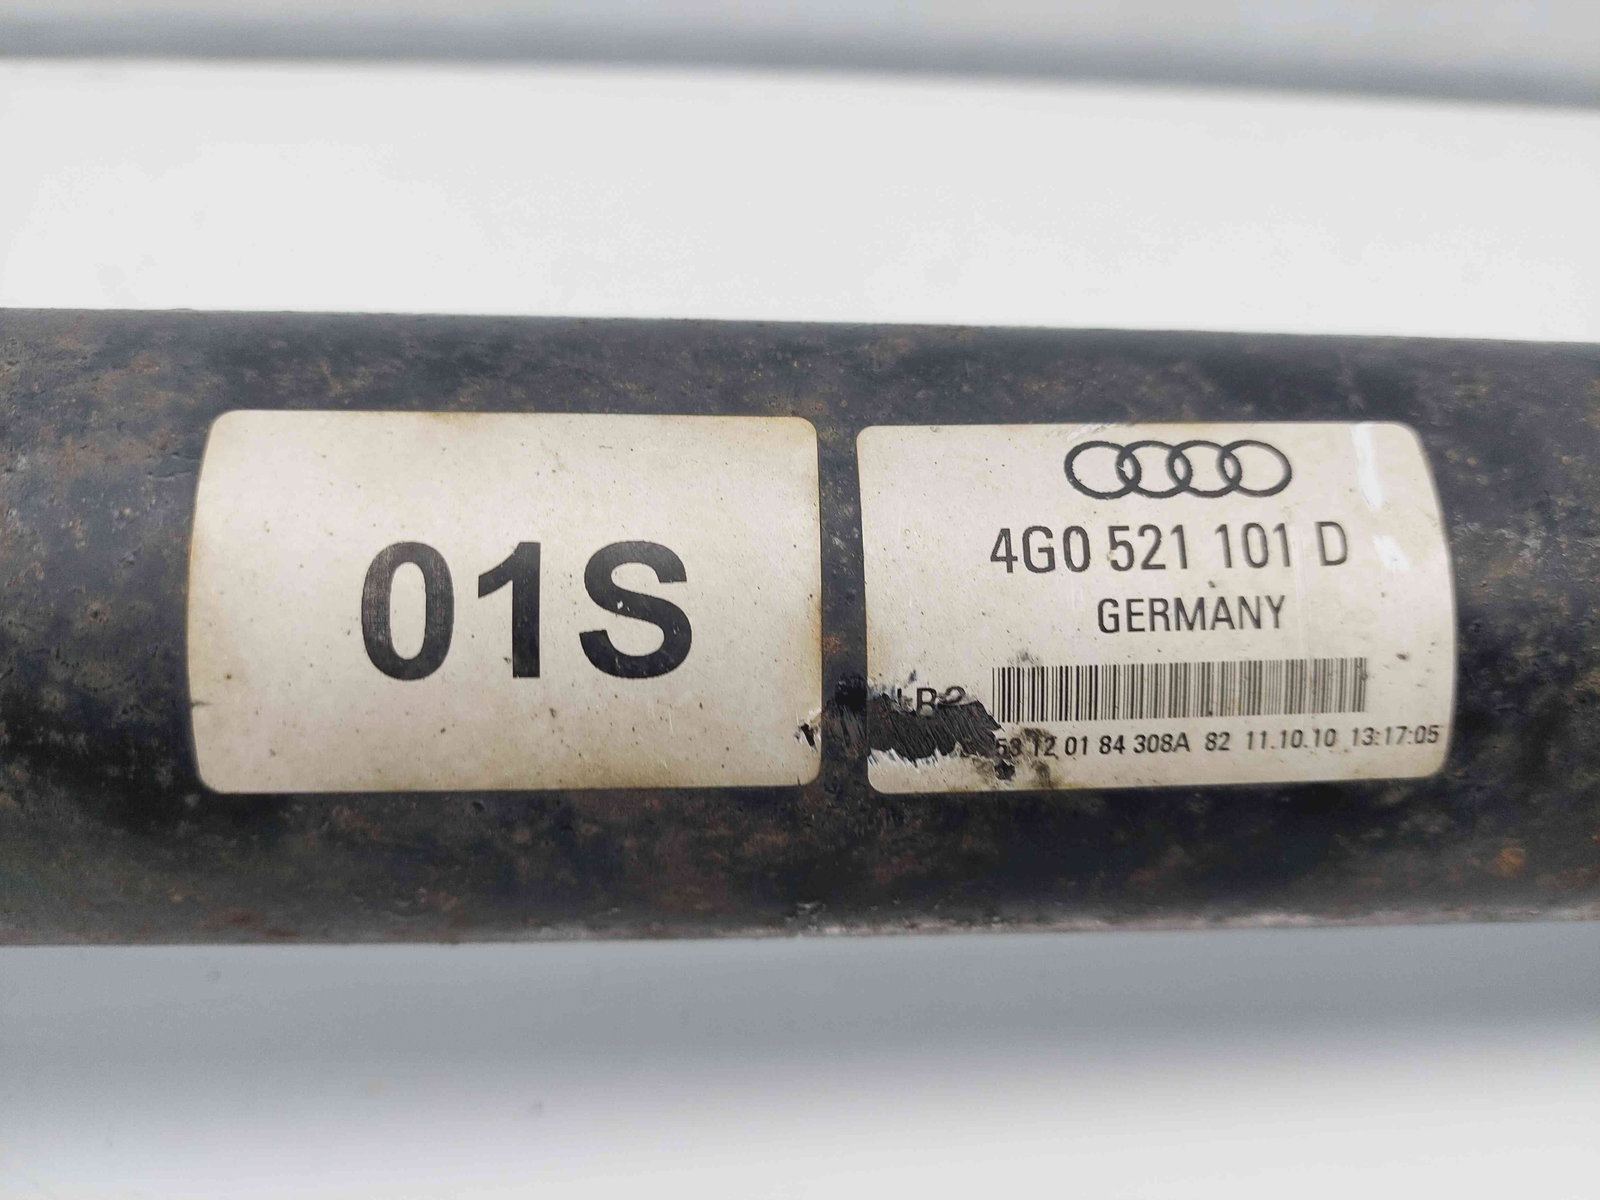 01S
4G0 521 101 D
GERMANY
12 01 84 308A 82 11.10.10 13:17:05